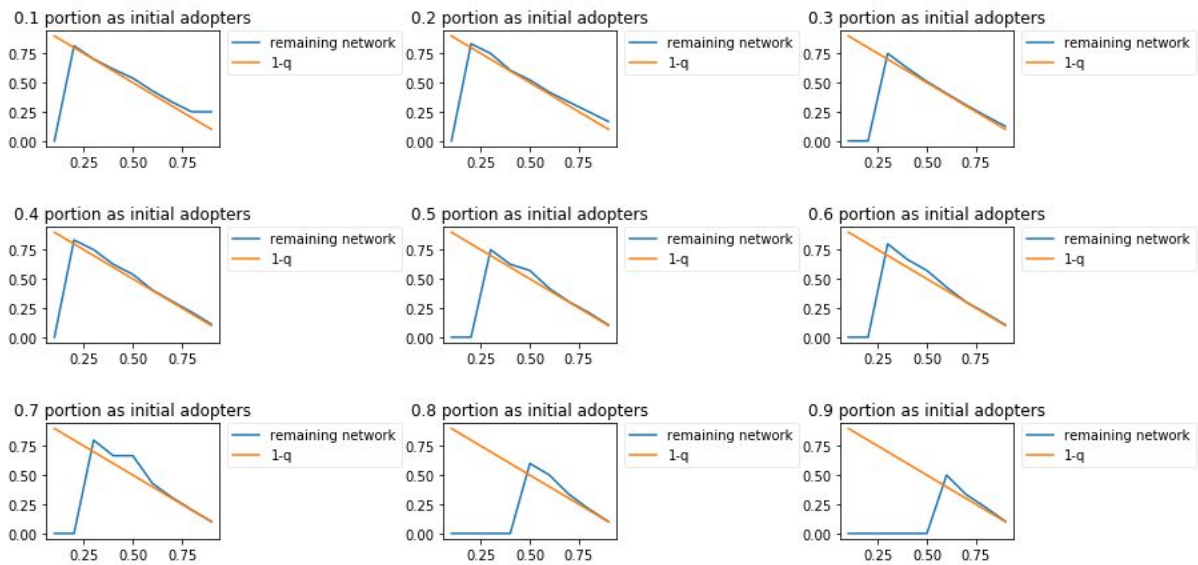 0.1 portion as initial adopters
0.75
0.50
0.25
0.00
0.25 0.50 0.75
remaining network
1-q
0.2 portion as initial adopters
0.75
0.50
0.25
0.00
0.25 0.50 0.75
remaining network
1-q
0.3 portion as initial adopters
0.75
0.50
0.25
0.00
0.25 0.50 0.75
remaining network
1-q
0.4 portion as initial adopters
0.75
0.50
0.25
0.00
0.25 0.50 0.75
remaining network
1-q
0.5 portion as initial adopters
0.75
0.50
0.25
0.00
0.25 0.50 0.75
remaining network
1-q
0.6 portion as initial adopters
0.75
0.50
0.25
0.00
0.25 0.50 0.75
remaining network
1-q
0.7 portion as initial adopters
0.75
0.50
0.25
0.00
0.25 0.50 0.75
remaining network
1-q
0.8 portion as initial adopters
0.75
0.50
0.25
0.00
0.25 0.50 0.75
remaining network
1-q
0.9 portion as initial adopters
0.75
0.50
0.25
0.00
0.25 0.50 0.75
remaining network
1-q